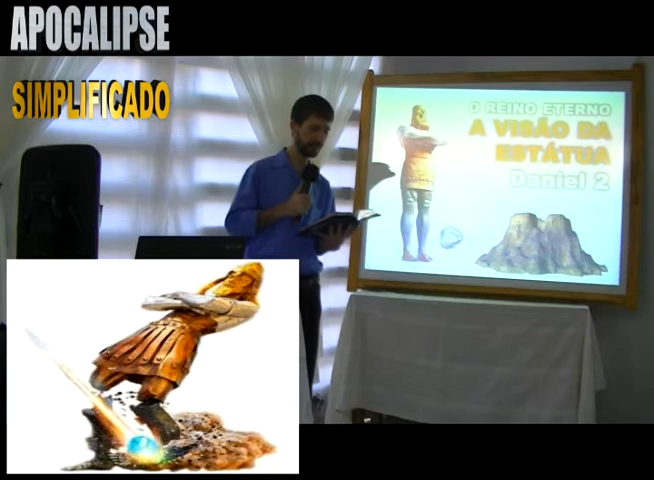 APOCALIPSE
SIMPLIFICADO
O REINO ETERNO
A VISÃO DA
ESTÁTUA
Daniel 2